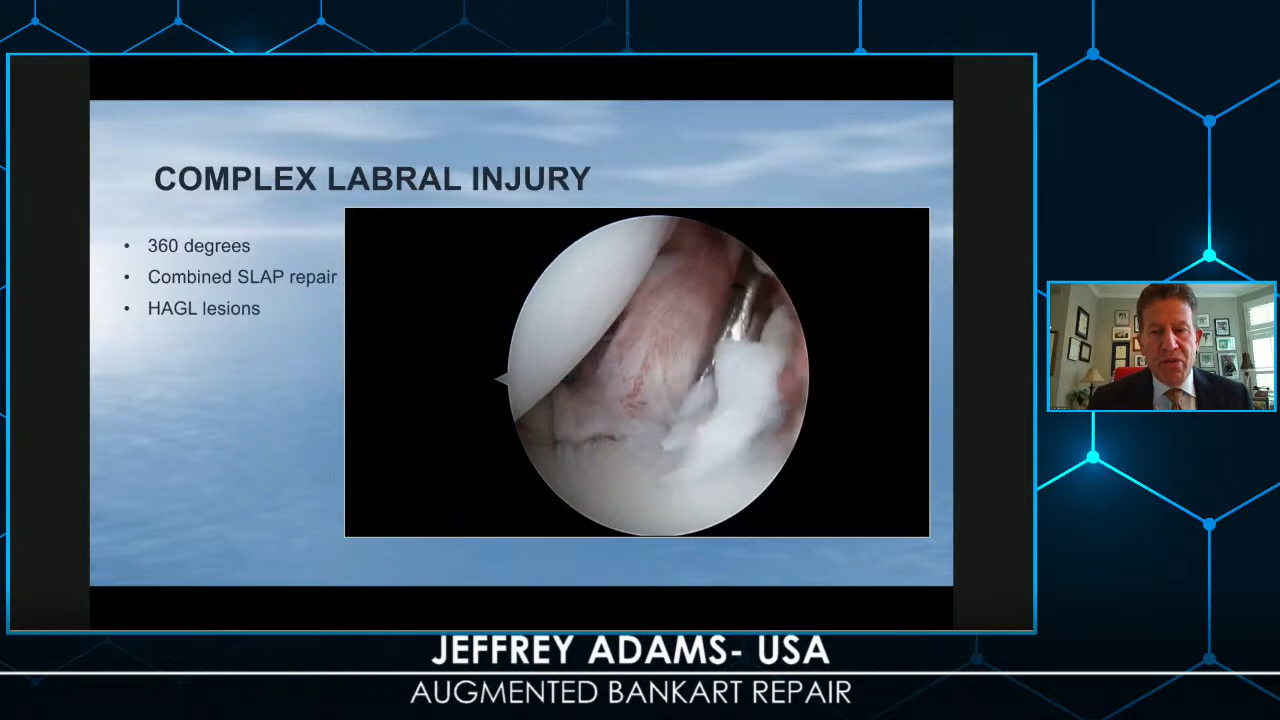 COMPLEX LABRAL INJURY
• 360 degrees
• Combined SLAP repair
• HAGL lesions
JEFFREY ADAMS- USA
AUGMENTED BANKART REPAIR